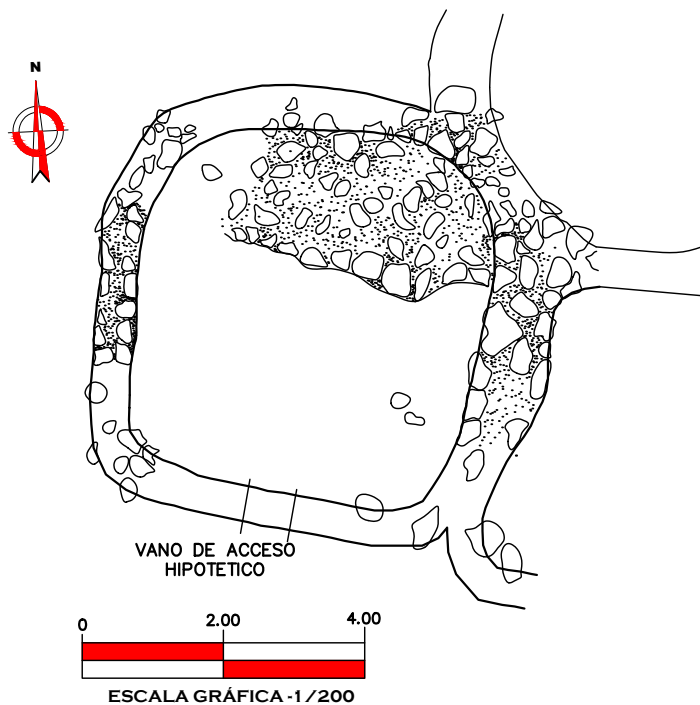 N
VANO DE ACCESO
HIPOTETICO
0 2.00 4.00
ESCALA GRÁFICA -1/200